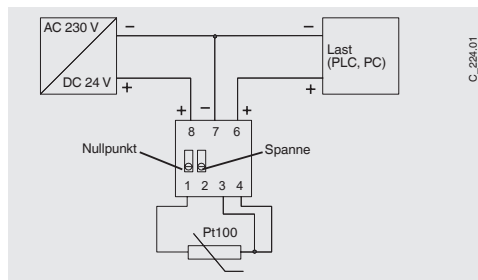 AC 230 V
DC 24 V
−
+
−
+
Last
(PLC, PC)
C_224.01
+ − +
8 7 6
Nullpunkt
Spanne
1 2 3 4
Pt100